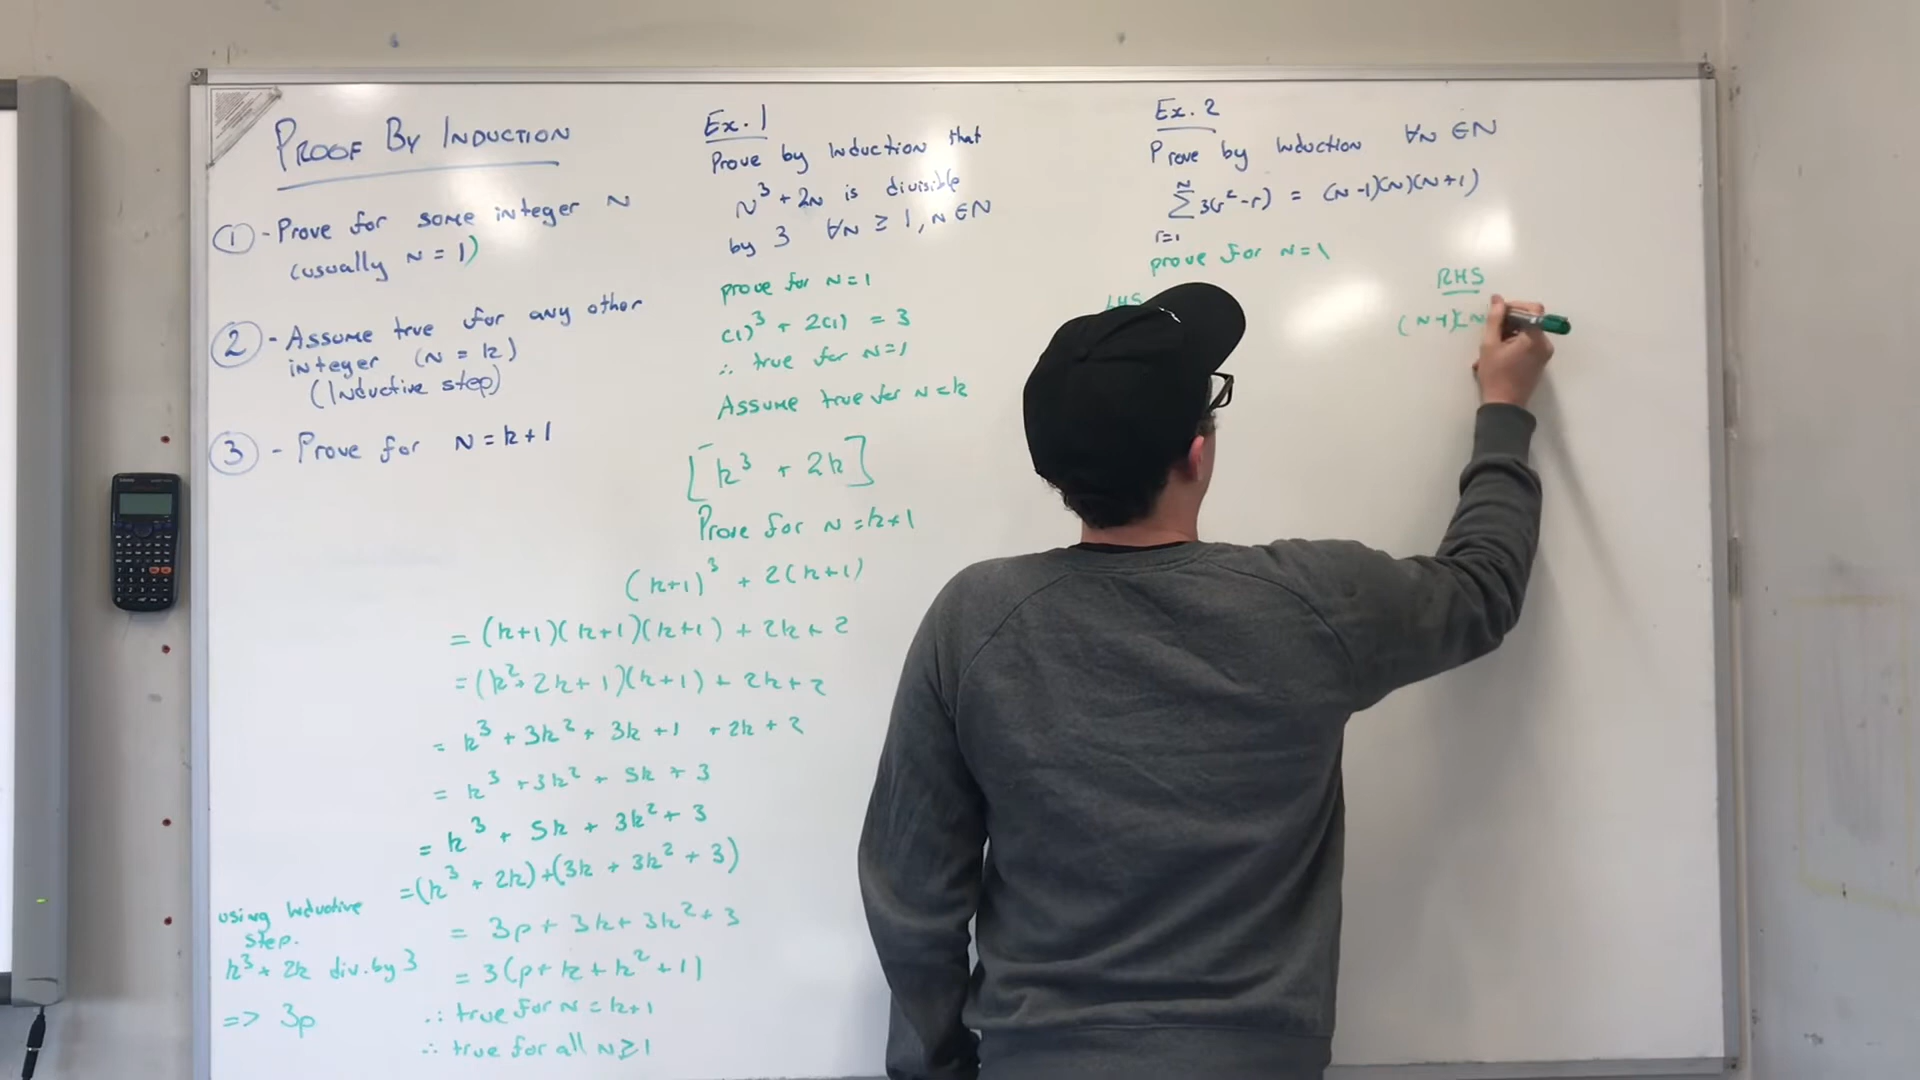 PROOF BY INDUCTION
① - Prove for some integer N
(usually N = 1)
② - Assume true for any other
integer (N = k)
(Inductive step)
③ - Prove for N = k+1
Ex. 1
Prove by induction that
N³ + 2N is divisible
by 3 ∀N ≥ 1, N ∈ N
prove for N=1
(1)³ + 2(1) = 3
∴ true for N=1
Assume true for N=k
[k³ + 2k]
Prove for N = k+1
(k+1)³ + 2(k+1)
= (k+1)(k+1)(k+1) + 2k + 2
= (k² + 2k + 1)(k+1) + 2k + 2
= k³ + 3k² + 3k + 1 + 2k + 2
= k³ + 3k² + 5k + 3
= k³ + 5k + 3k² + 3
= (k³ + 2k) + (3k + 3k² + 3)
= 3p + 3k + 3k² + 3
= 3(p + k + k² + 1)
∴ true for N = k+1
∴ true for all N ≥ 1
using inductive
step.
k³ + 2k div. by 3
=> 3p
Ex. 2
Prove by induction ∀N ∈ N
N
∑ 3(r² - r) = (N-1)(N)(N+1)
r=1
prove for N=1
LHS
RHS
(N-1)(N